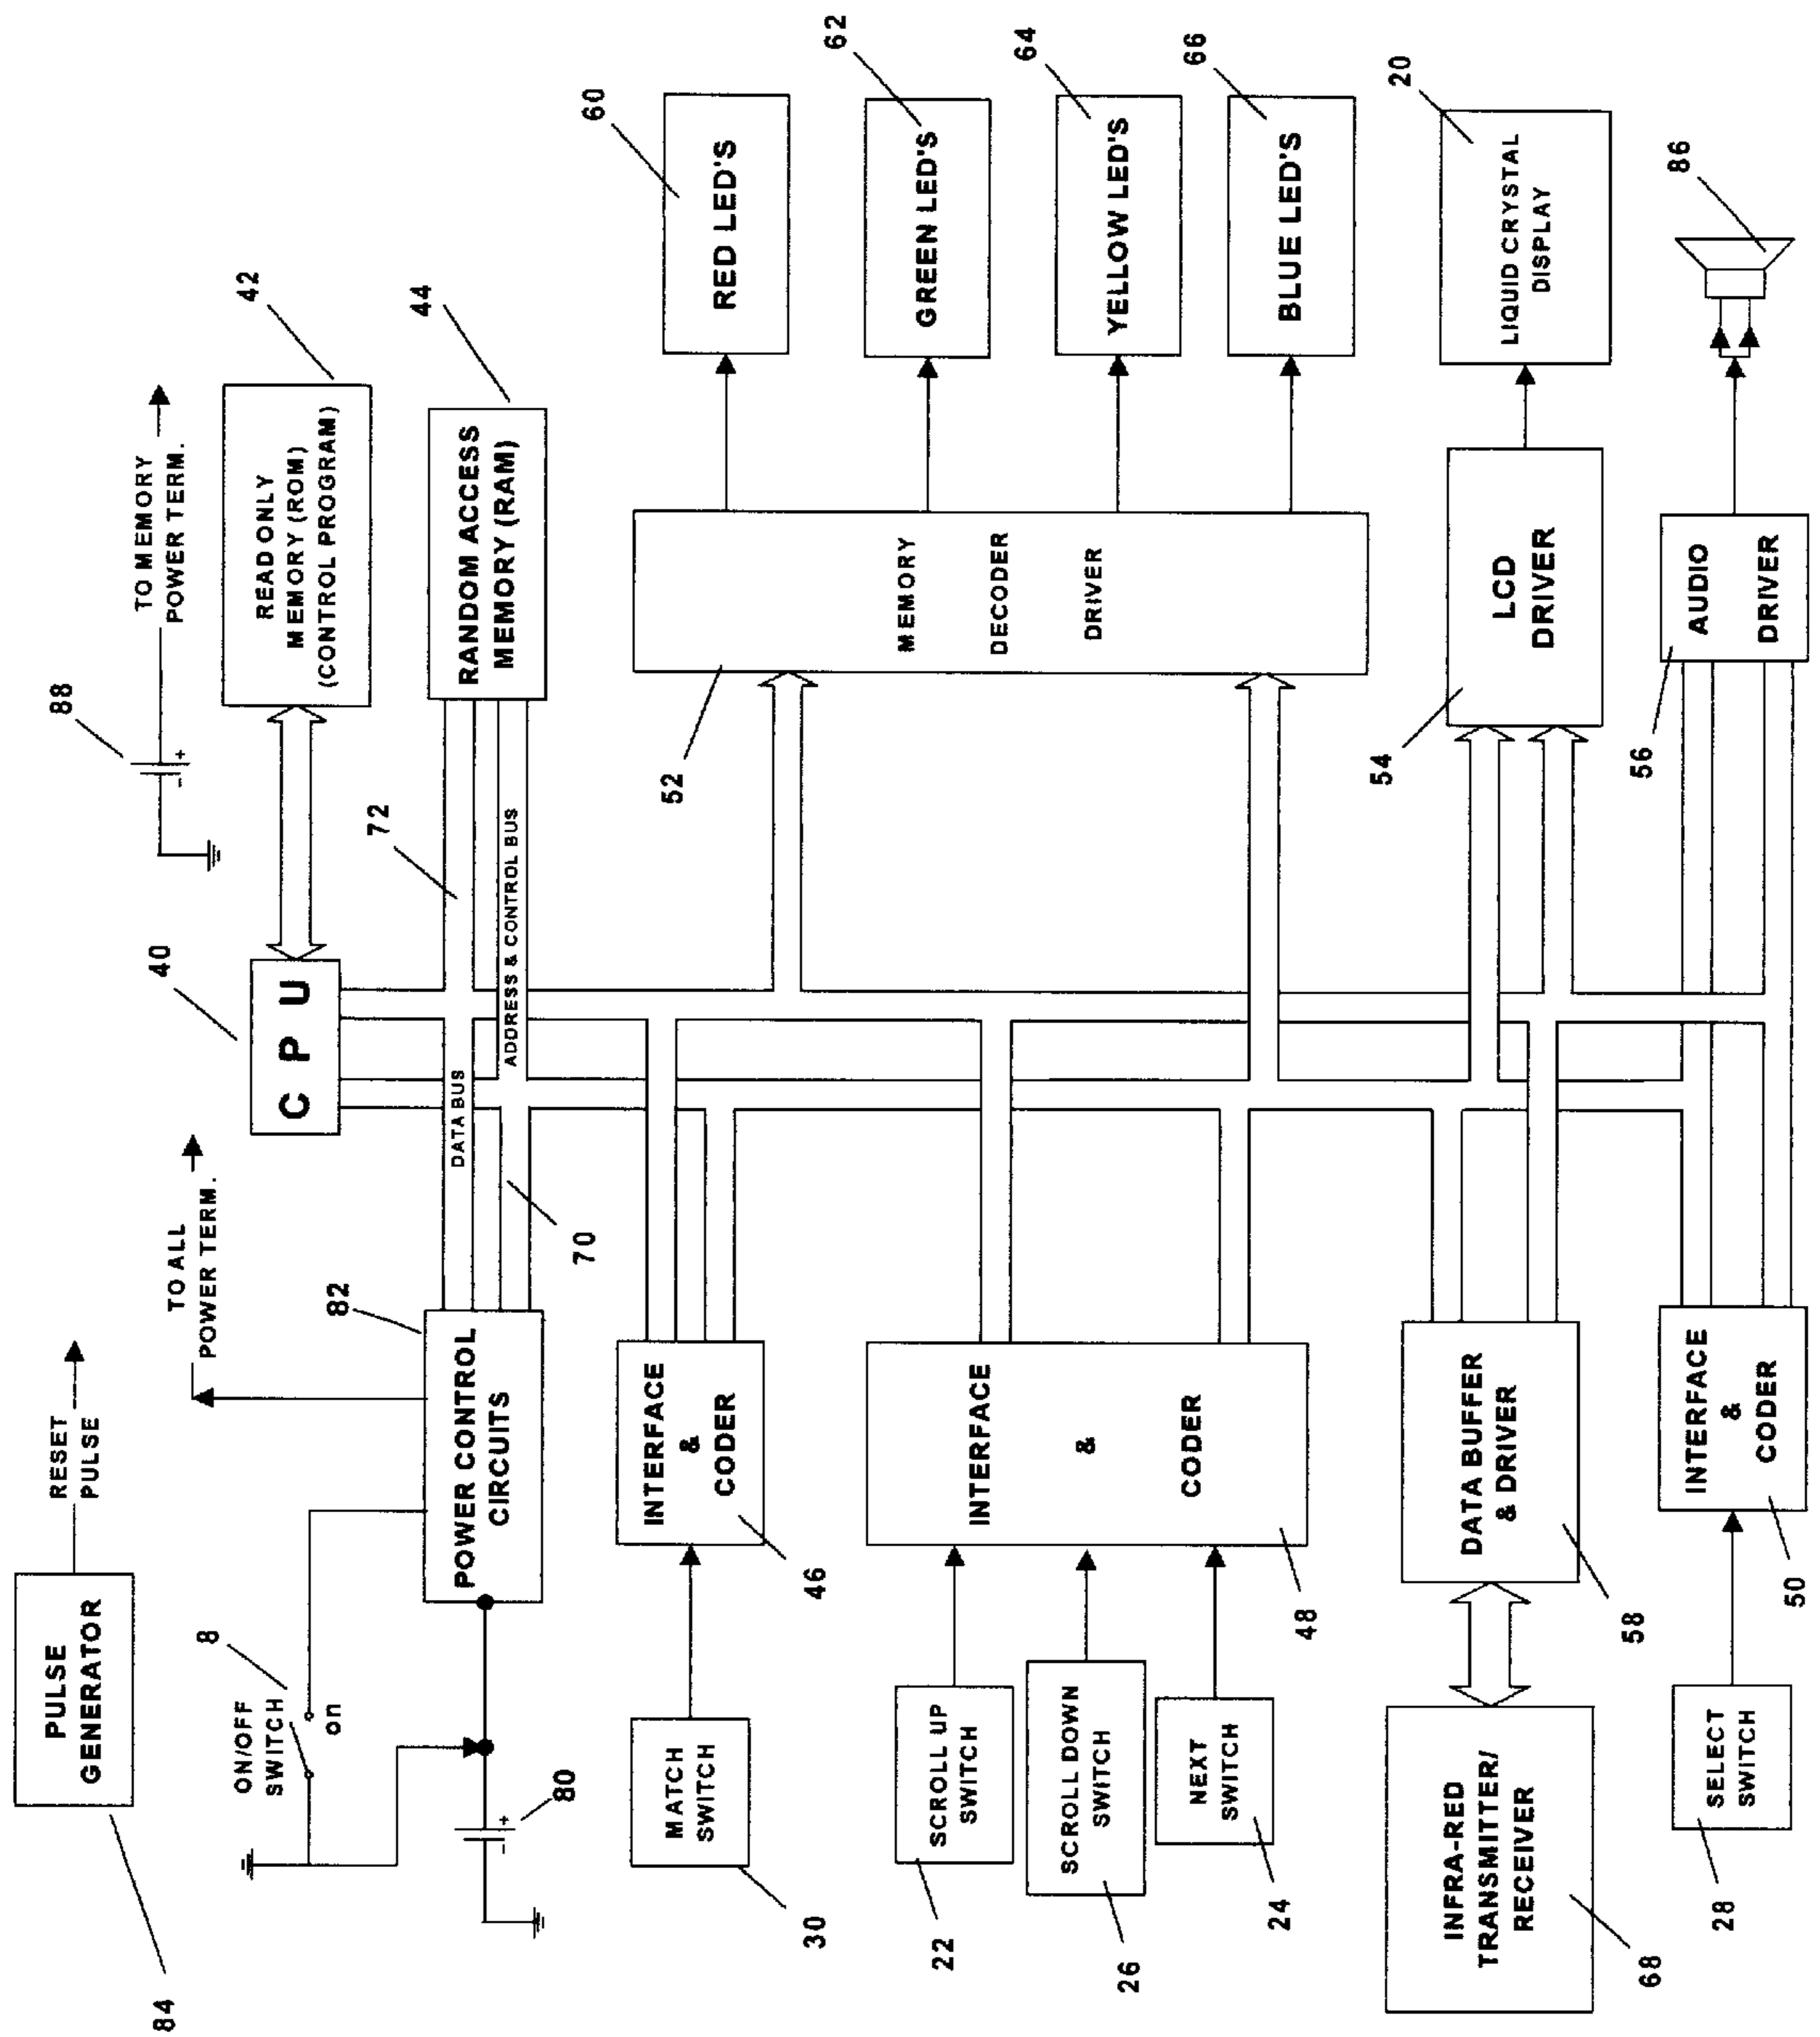 84
PULSE
GENERATOR
RESET
PULSE
ON/OFF
SWITCH
8
on
TO ALL
POWER TERM.
88
TO MEMORY
POWER TERM.
80
82
POWER CONTROL
CIRCUITS
40
C P U
42
READ ONLY
MEMORY (ROM)
(CONTROL PROGRAM)
DATA BUS
72
ADDRESS & CONTROL BUS
70
44
RANDOM ACCESS
MEMORY (RAM)
30
MATCH
SWITCH
46
INTERFACE
&
CODER
52
MEMORY
DECODER
DRIVER
60
RED LED'S
62
GREEN LED'S
64
YELLOW LED'S
66
BLUE LED'S
22
SCROLL UP
SWITCH
26
SCROLL DOWN
SWITCH
24
NEXT
SWITCH
48
INTERFACE
&
CODER
68
INFRA-RED
TRANSMITTER/
RECEIVER
58
DATA BUFFER
& DRIVER
54
LCD
DRIVER
20
LIQUID CRYSTAL
DISPLAY
28
SELECT
SWITCH
50
INTERFACE
&
CODER
56
AUDIO
DRIVER
86